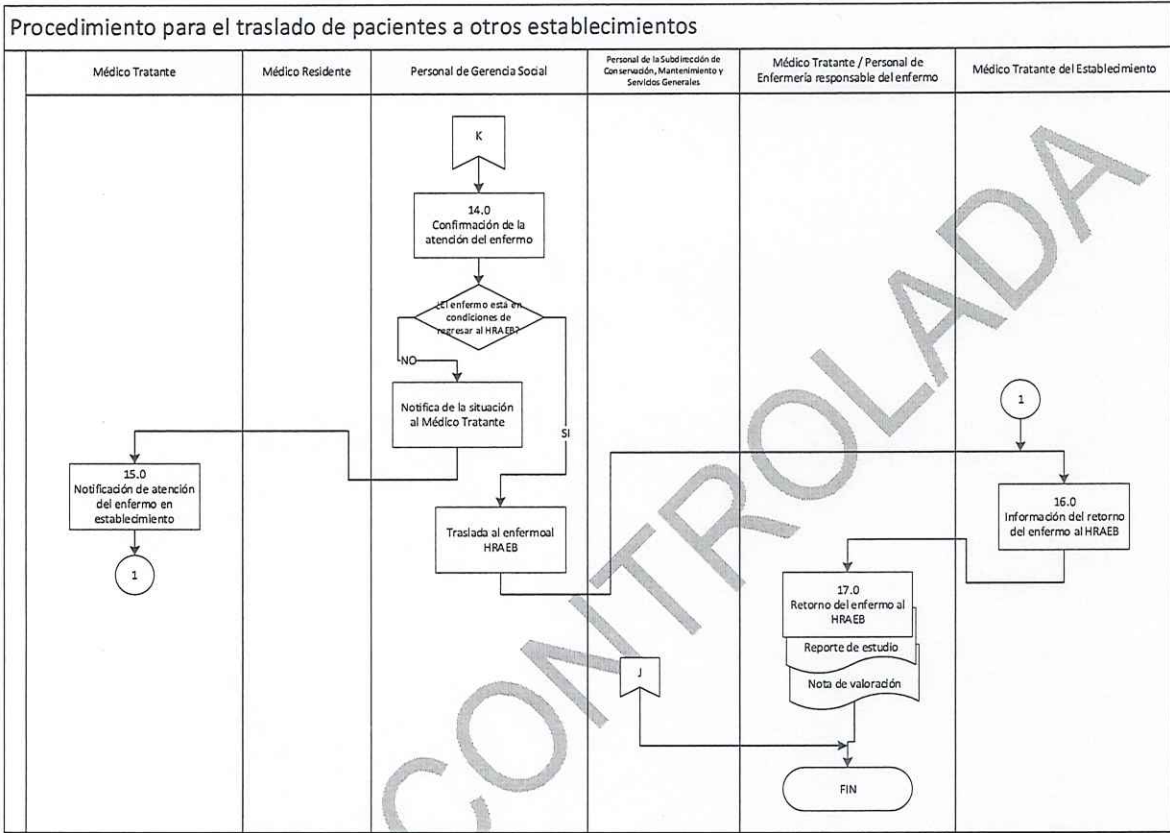 Procedimiento para el traslado de pacientes a otros establecimientos
Médico Tratante
Médico Residente
Personal de Gerencia Social
Personal de la Subdirección de
Conservación, Mantenimiento y
Servicios Generales
Médico Tratante / Personal de
Enfermería responsable del enfermo
Médico Tratante del Establecimiento
K
14.0
Confirmación de la
atención del enfermo
¿El enfermo está en
condiciones de
regresar al HRAEB?
NO
Notifica de la situación
al Médico Tratante
SI
1
15.0
Notificación de atención
del enfermo en
establecimiento
1
Traslada al enfermoal
HRAEB
16.0
Información del retorno
del enfermo al HRAEB
17.0
Retorno del enfermo al
HRAEB
Reporte de estudio
Nota de valoración
J
FIN
CONTROLADA